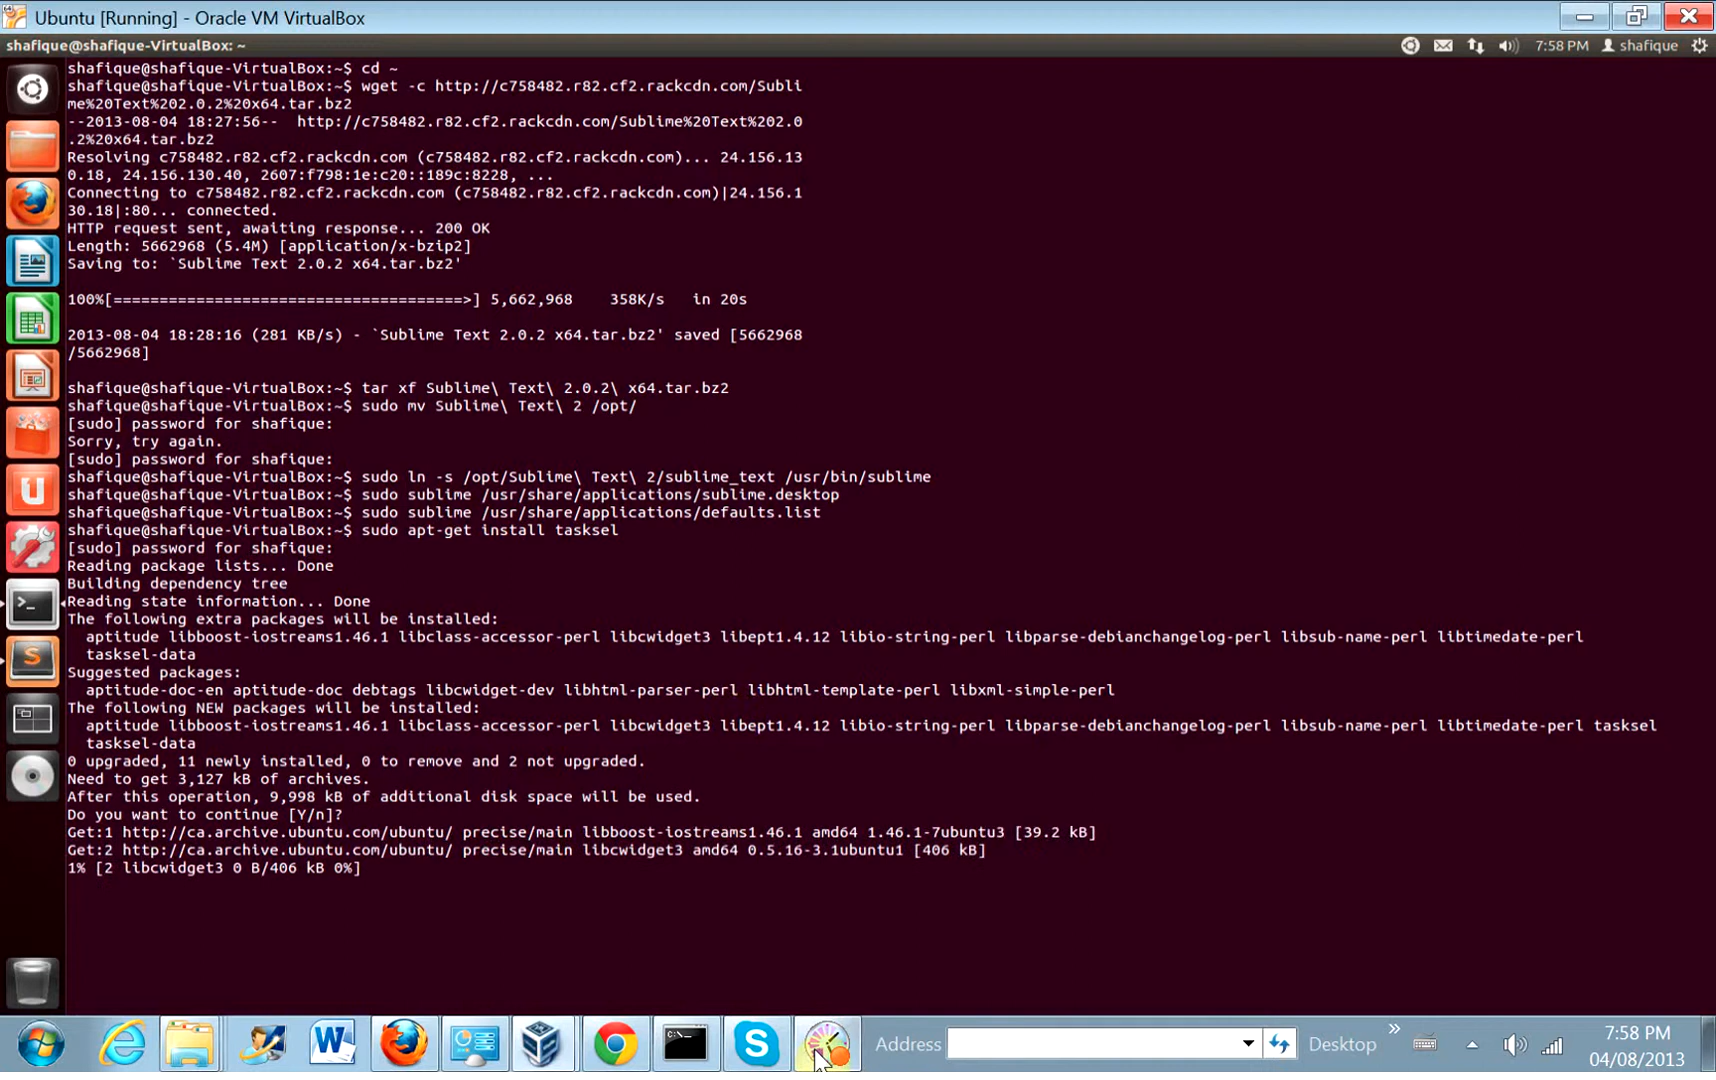 Ubuntu [Running] - Oracle VM VirtualBox
shafique@shafique-VirtualBox: ~
7:58 PM
shafique
shafique@shafique-VirtualBox:~$ cd ~
shafique@shafique-VirtualBox:~$ wget -c http://c758482.r82.cf2.rackcdn.com/Subli
me%20Text%202.0.2%20x64.tar.bz2
--2013-08-04 18:27:56--  http://c758482.r82.cf2.rackcdn.com/Sublime%20Text%202.0
.2%20x64.tar.bz2
Resolving c758482.r82.cf2.rackcdn.com (c758482.r82.cf2.rackcdn.com)... 24.156.13
0.18, 24.156.130.40, 2607:f798:1e:c20::189c:8228, ...
Connecting to c758482.r82.cf2.rackcdn.com (c758482.r82.cf2.rackcdn.com)|24.156.1
30.18|:80... connected.
HTTP request sent, awaiting response... 200 OK
Length: 5662968 (5.4M) [application/x-bzip2]
Saving to: `Sublime Text 2.0.2 x64.tar.bz2'
100%[======================================>] 5,662,968    358K/s   in 20s
2013-08-04 18:28:16 (281 KB/s) - `Sublime Text 2.0.2 x64.tar.bz2' saved [5662968
/5662968]
shafique@shafique-VirtualBox:~$ tar xf Sublime\ Text\ 2.0.2\ x64.tar.bz2
shafique@shafique-VirtualBox:~$ sudo mv Sublime\ Text\ 2 /opt/
[sudo] password for shafique:
Sorry, try again.
[sudo] password for shafique:
shafique@shafique-VirtualBox:~$ sudo ln -s /opt/Sublime\ Text\ 2/sublime_text /usr/bin/sublime
shafique@shafique-VirtualBox:~$ sudo sublime /usr/share/applications/sublime.desktop
shafique@shafique-VirtualBox:~$ sudo sublime /usr/share/applications/defaults.list
shafique@shafique-VirtualBox:~$ sudo apt-get install tasksel
[sudo] password for shafique:
Reading package lists... Done
Building dependency tree
Reading state information... Done
The following extra packages will be installed:
  aptitude libboost-iostreams1.46.1 libclass-accessor-perl libcwidget3 libept1.4.12 libio-string-perl libparse-debianchangelog-perl libsub-name-perl libtimedate-perl
  tasksel-data
Suggested packages:
  aptitude-doc-en aptitude-doc debtags libcwidget-dev libhtml-parser-perl libhtml-template-perl libxml-simple-perl
The following NEW packages will be installed:
  aptitude libboost-iostreams1.46.1 libclass-accessor-perl libcwidget3 libept1.4.12 libio-string-perl libparse-debianchangelog-perl libsub-name-perl libtimedate-perl tasksel
  tasksel-data
0 upgraded, 11 newly installed, 0 to remove and 2 not upgraded.
Need to get 3,127 kB of archives.
After this operation, 9,998 kB of additional disk space will be used.
Do you want to continue [Y/n]?
Get:1 http://ca.archive.ubuntu.com/ubuntu/ precise/main libboost-iostreams1.46.1 amd64 1.46.1-7ubuntu3 [39.2 kB]
Get:2 http://ca.archive.ubuntu.com/ubuntu/ precise/main libcwidget3 amd64 0.5.16-3.1ubuntu1 [406 kB]
1% [2 libcwidget3 0 B/406 kB 0%]
Address
Desktop
7:58 PM
04/08/2013